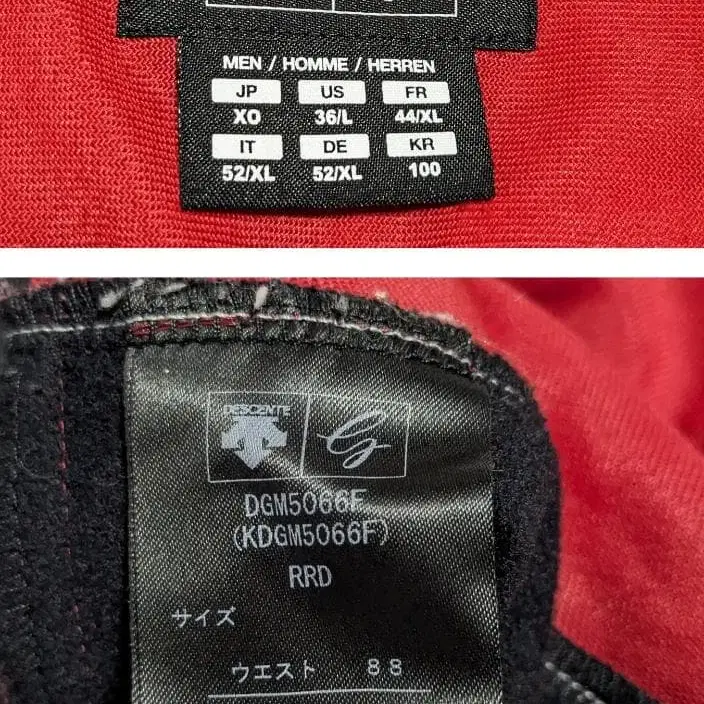 MEN / HOMME / HERREN
JP US FR
XO 36/L 44/XL
IT DE KR
52/XL 52/XL 100
DESCENTE
DGM5066F
(KDGM5066F)
RRD
サイズ
ウエスト 88